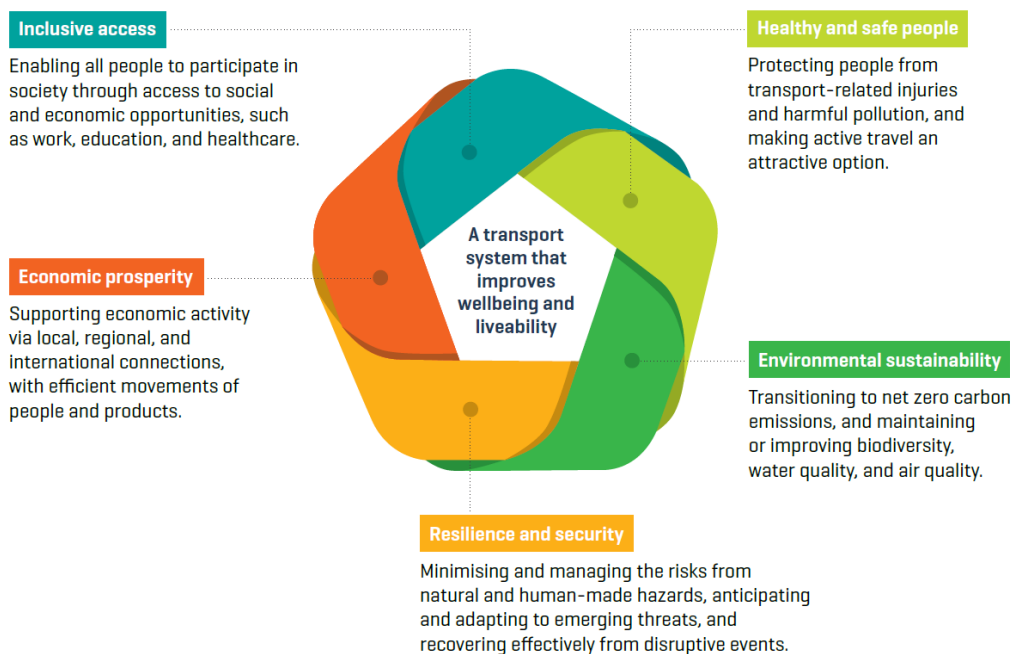 Inclusive access
Enabling all people to participate in
society through access to social
and economic opportunities, such
as work, education, and healthcare.
Healthy and safe people
Protecting people from
transport-related injuries
and harmful pollution, and
making active travel an
attractive option.
A transport
system that
improves
wellbeing and
liveability
Economic prosperity
Supporting economic activity
via local, regional, and
international connections,
with efficient movements of
people and products.
Environmental sustainability
Transitioning to net zero carbon
emissions, and maintaining
or improving biodiversity,
water quality, and air quality.
Resilience and security
Minimising and managing the risks from
natural and human-made hazards, anticipating
and adapting to emerging threats, and
recovering effectively from disruptive events.